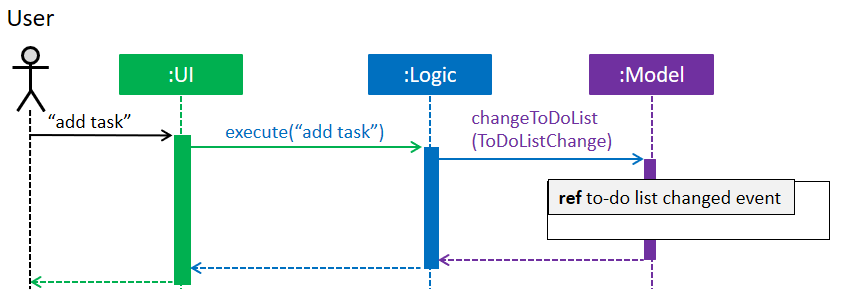 User
:UI
:Logic
:Model
“add task”
execute(“add task”)
changeToDoList
(ToDoListChange)
ref to-do list changed event